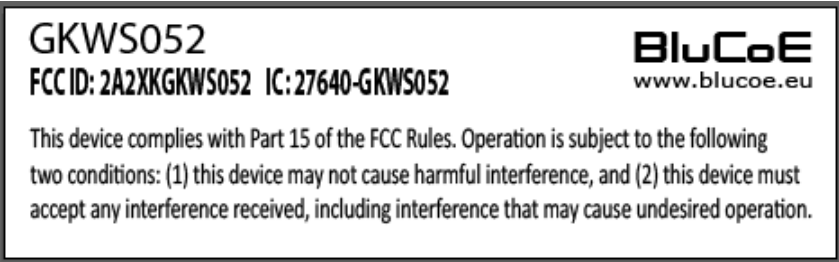 GKWS052
BluCoE
FCC ID: 2A2XKGKWS052 IC: 27640-GKWS052
www.blucoe.eu
This device complies with Part 15 of the FCC Rules. Operation is subject to the following
two conditions: (1) this device may not cause harmful interference, and (2) this device must
accept any interference received, including interference that may cause undesired operation.